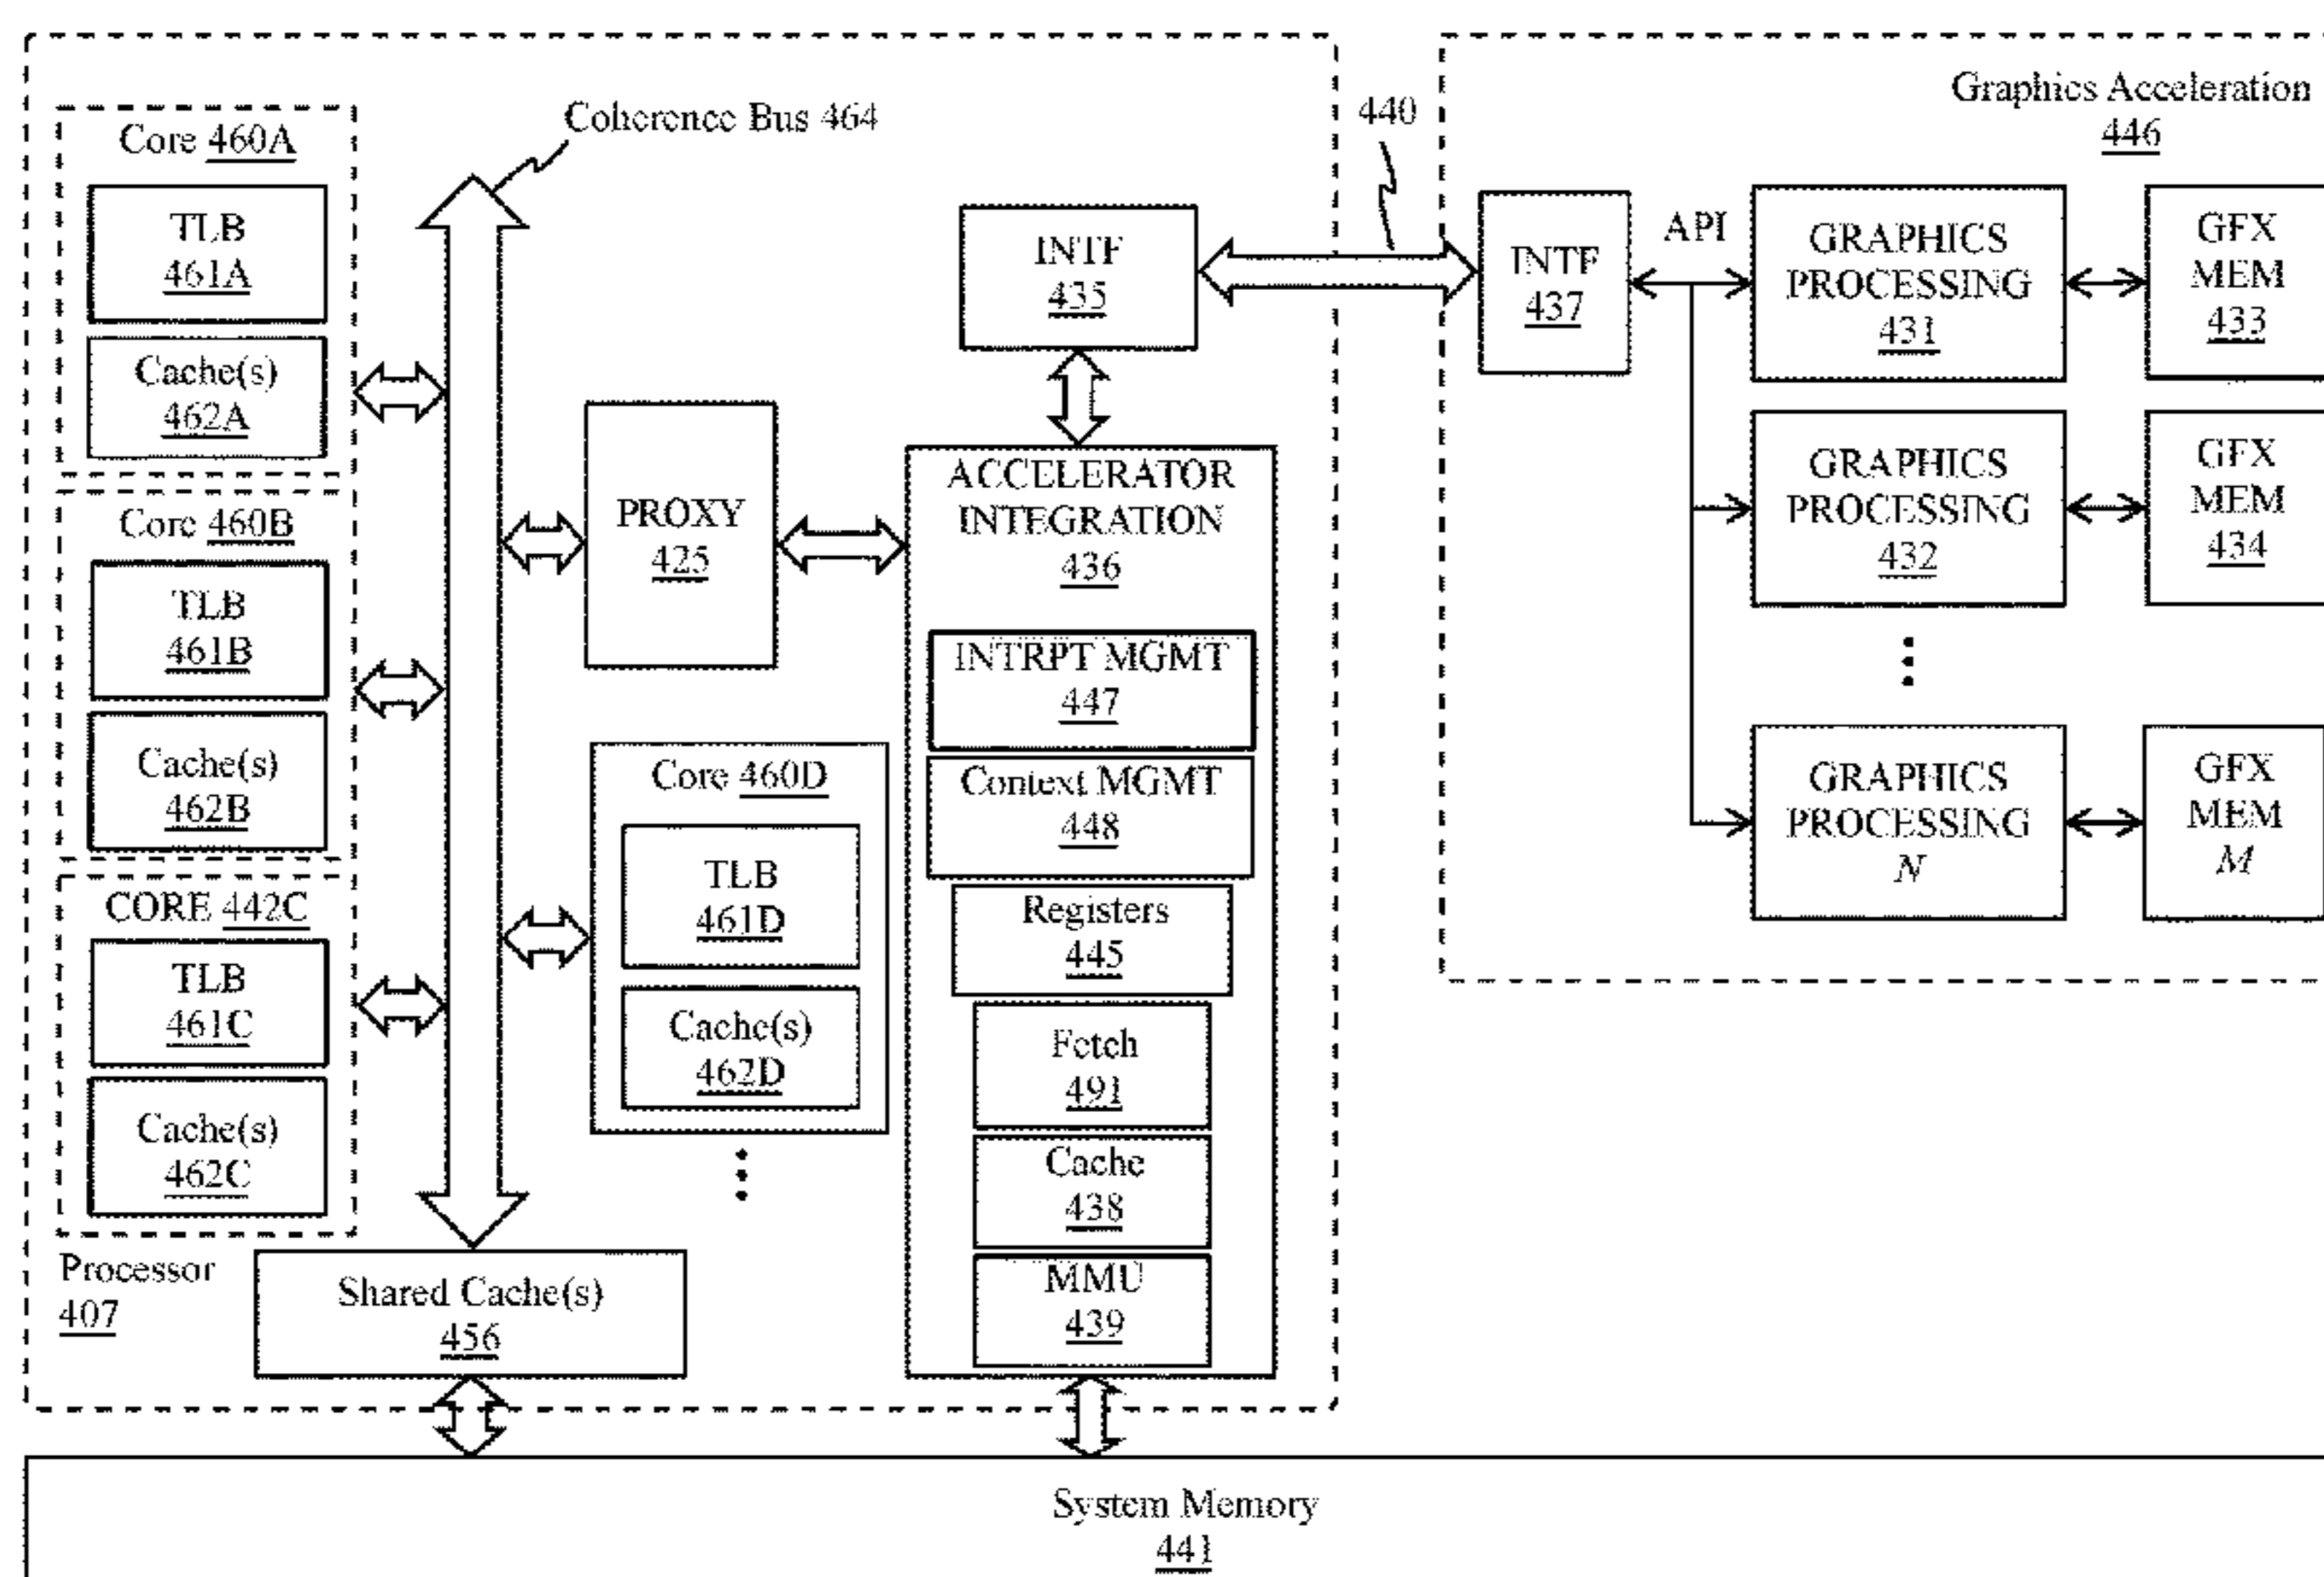 Coherence Bus 464
Core 460A
TLB
461A
Cache(s)
462A
Core 460B
TLB
461B
Cache(s)
462B
CORE 442C
TLB
461C
Cache(s)
462C
Processor
407
Shared Cache(s)
456
PROXY
425
Core 460D
TLB
461D
Cache(s)
462D
INTF
435
ACCELERATOR
INTEGRATION
436
INTRPT MGMT
447
Context MGMT
448
Registers
445
Fetch
491
Cache
438
MMU
439
440
Graphics Acceleration
446
INTF
437
API
GRAPHICS
PROCESSING
431
GFX
MEM
433
GRAPHICS
PROCESSING
432
GFX
MEM
434
GRAPHICS
PROCESSING
N
GFX
MEM
M
System Memory
441